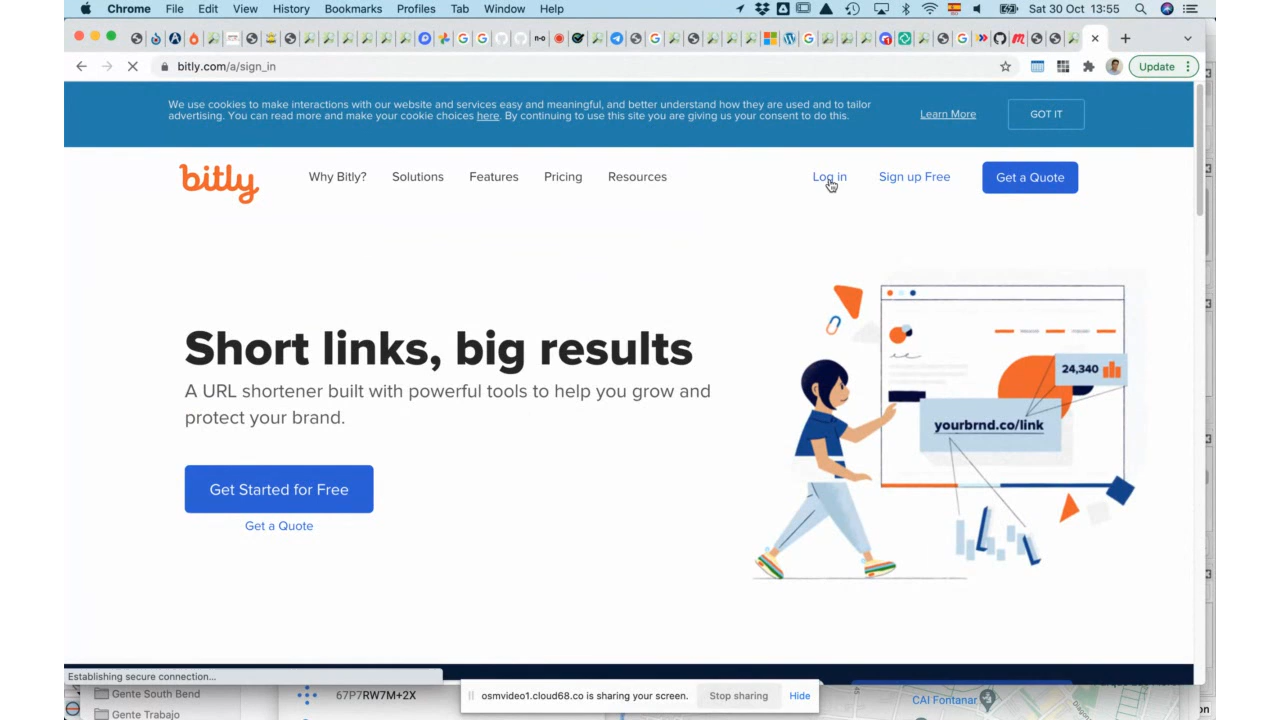 Chrome File Edit View History Bookmarks Profiles Tab Window Help Sat 30 Oct 13:55
bitly.com/a/sign_in Update
We use cookies to make interactions with our website and services easy and meaningful, and better understand how they are used and to tailor
advertising. You can read more and make your cookie choices here. By continuing to use this site you are giving us your consent to do this.
Learn More GOT IT
bitly Why Bitly? Solutions Features Pricing Resources Log in Sign up Free Get a Quote
Short links, big results
A URL shortener built with powerful tools to help you grow and
protect your brand.
Get Started for Free
Get a Quote
24,340
yourbrnd.co/link
Establishing secure connection...
Gente South Bend
Gente Trabajo
67P7RW7M+2X
osmvideo1.cloud68.co is sharing your screen. Stop sharing Hide
CAI Fontanar